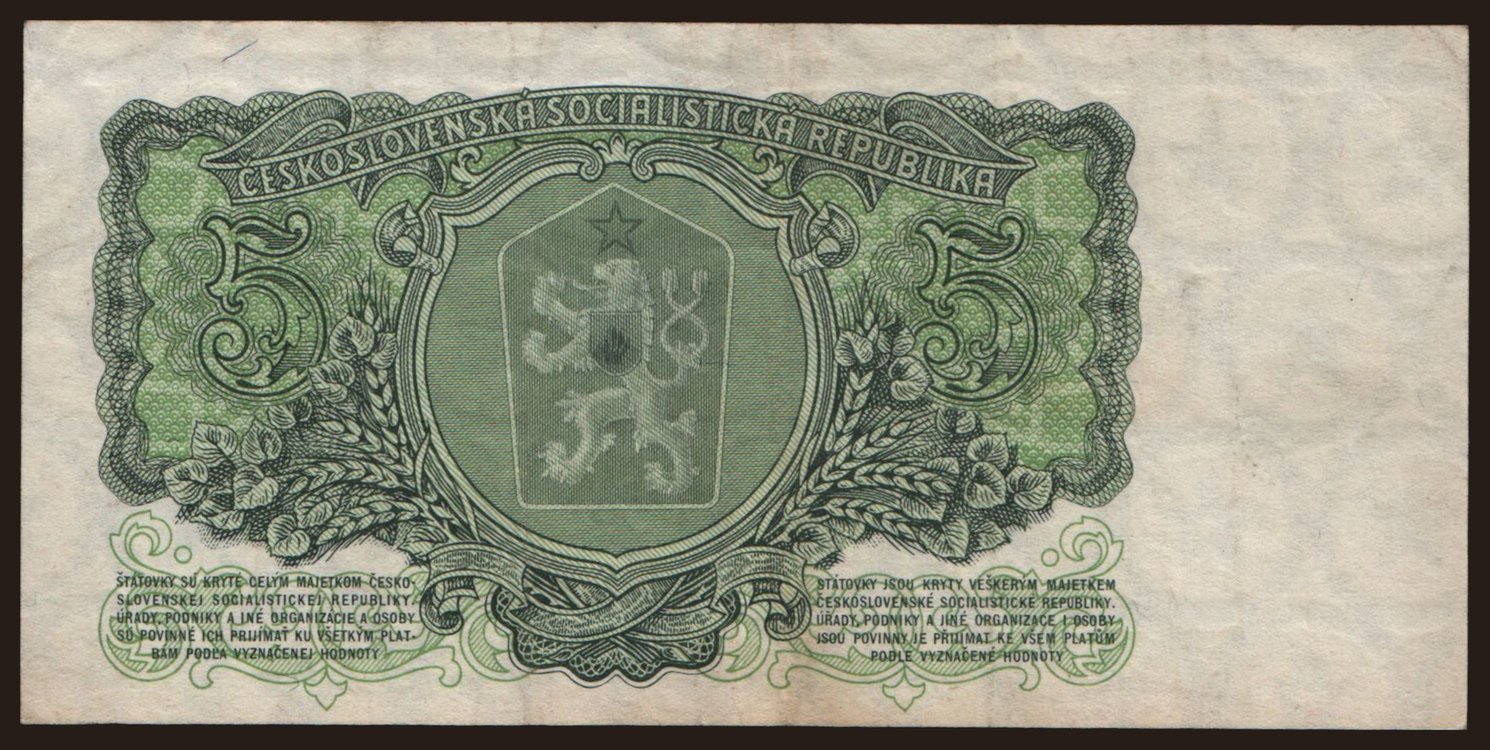 ČESKOSLOVENSKÁ SOCIALISTICKÁ REPUBLIKA
5
5
ŠTÁTOVKY SÚ KRYTÉ CELÝM MAJETKOM ČESKO-
SLOVENSKEJ SOCIALISTICKEJ REPUBLIKY.
ÚRADY, PODNIKY A INÉ ORGANIZÁCIE A OSOBY
SÚ POVINNÉ ICH PRIJÍMAŤ KU VŠETKÝM PLAT-
BÁM PODĽA VYZNAČENEJ HODNOTY
STÁTOVKY JSOU KRYTY VEŠKERÝM MAJETKEM
ČESKOSLOVENSKÉ SOCIALISTICKÉ REPUBLIKY.
ÚŘADY, PODNIKY A JINÉ ORGANIZACE I OSOBY
JSOU POVINNY JE PŘIJÍMAT KE VŠEM PLATŮM
PODLE VYZNAČENÉ HODNOTY